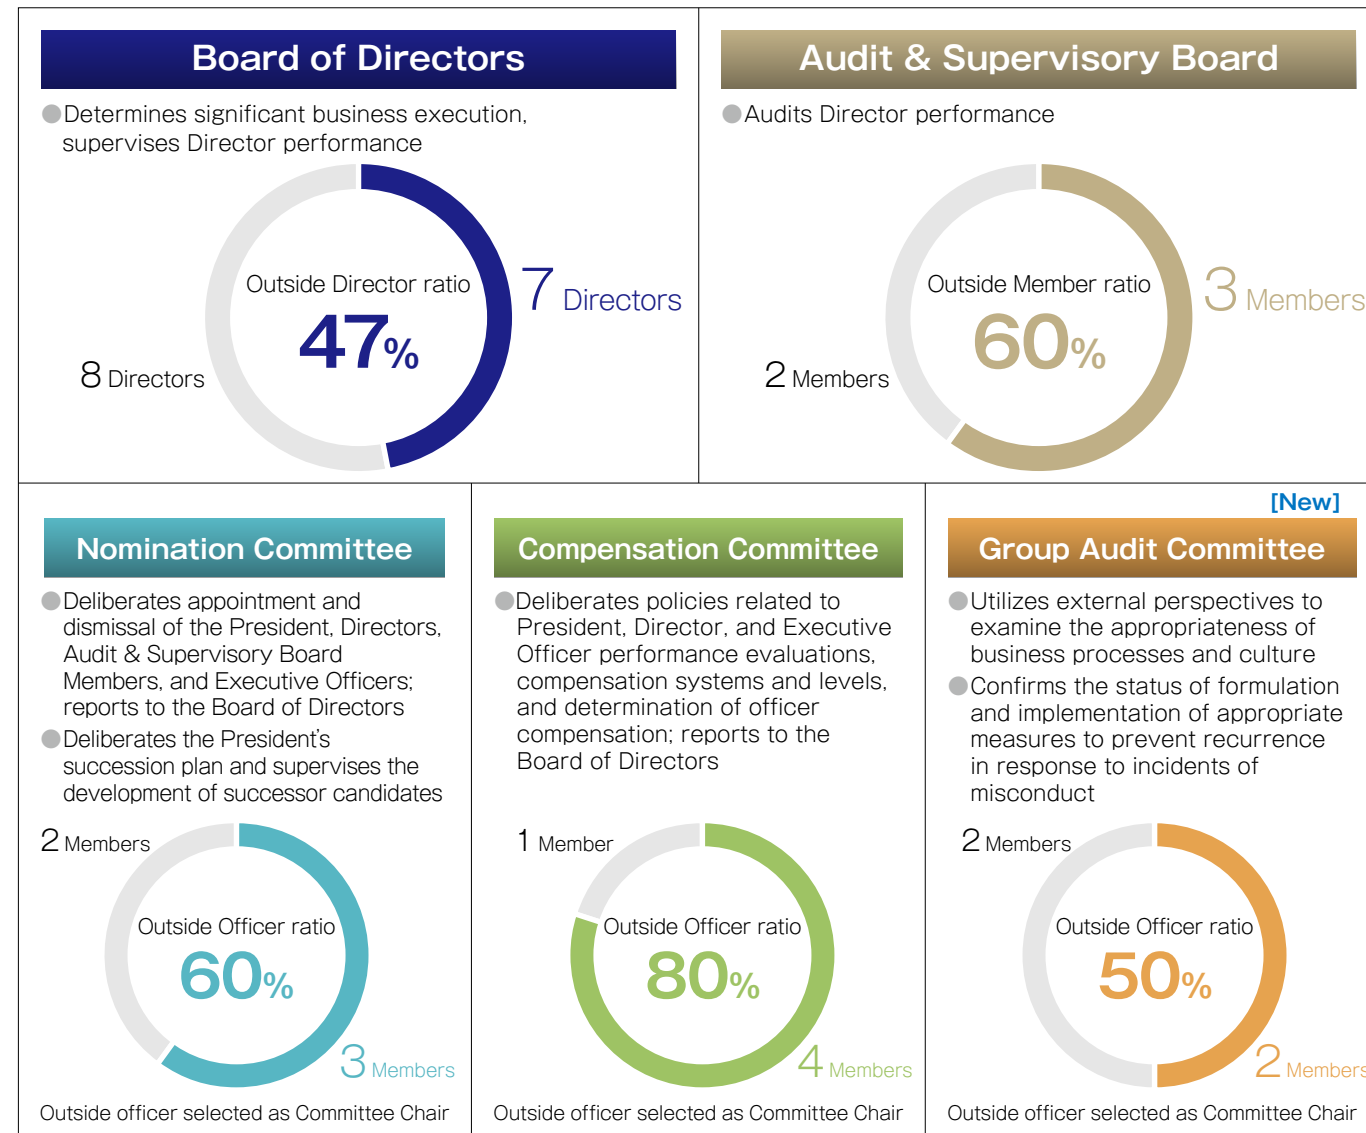 Board of Directors
●Determines significant business execution,
supervises Director performance
Outside Director ratio
47%
7 Directors
8 Directors
Audit & Supervisory Board
●Audits Director performance
Outside Member ratio
60%
3 Members
2 Members
Nomination Committee
●Deliberates appointment and
dismissal of the President, Directors,
Audit & Supervisory Board
Members, and Executive Officers;
reports to the Board of Directors
●Deliberates the President's
succession plan and supervises the
development of successor candidates
2 Members
Outside Officer ratio
60%
3 Members
Outside officer selected as Committee Chair
Compensation Committee
●Deliberates policies related to
President, Director, and Executive
Officer performance evaluations,
compensation systems and levels,
and determination of officer
compensation; reports to the
Board of Directors
1 Member
Outside Officer ratio
80%
4 Members
Outside officer selected as Committee Chair
[New]
Group Audit Committee
●Utilizes external perspectives to
examine the appropriateness of
business processes and culture
●Confirms the status of formulation
and implementation of appropriate
measures to prevent recurrence
in response to incidents of
misconduct
2 Members
Outside Officer ratio
50%
2 Members
Outside officer selected as Committee Chair